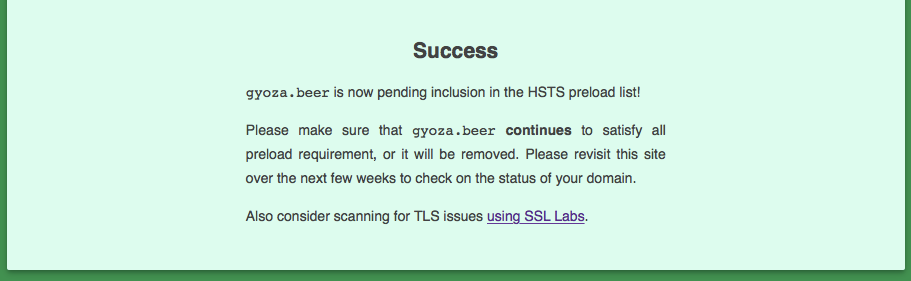 Success
gyoza.beer is now pending inclusion in the HSTS preload list!
Please make sure that gyoza.beer continues to satisfy all
preload requirement, or it will be removed. Please revisit this site
over the next few weeks to check on the status of your domain.
Also consider scanning for TLS issues using SSL Labs.